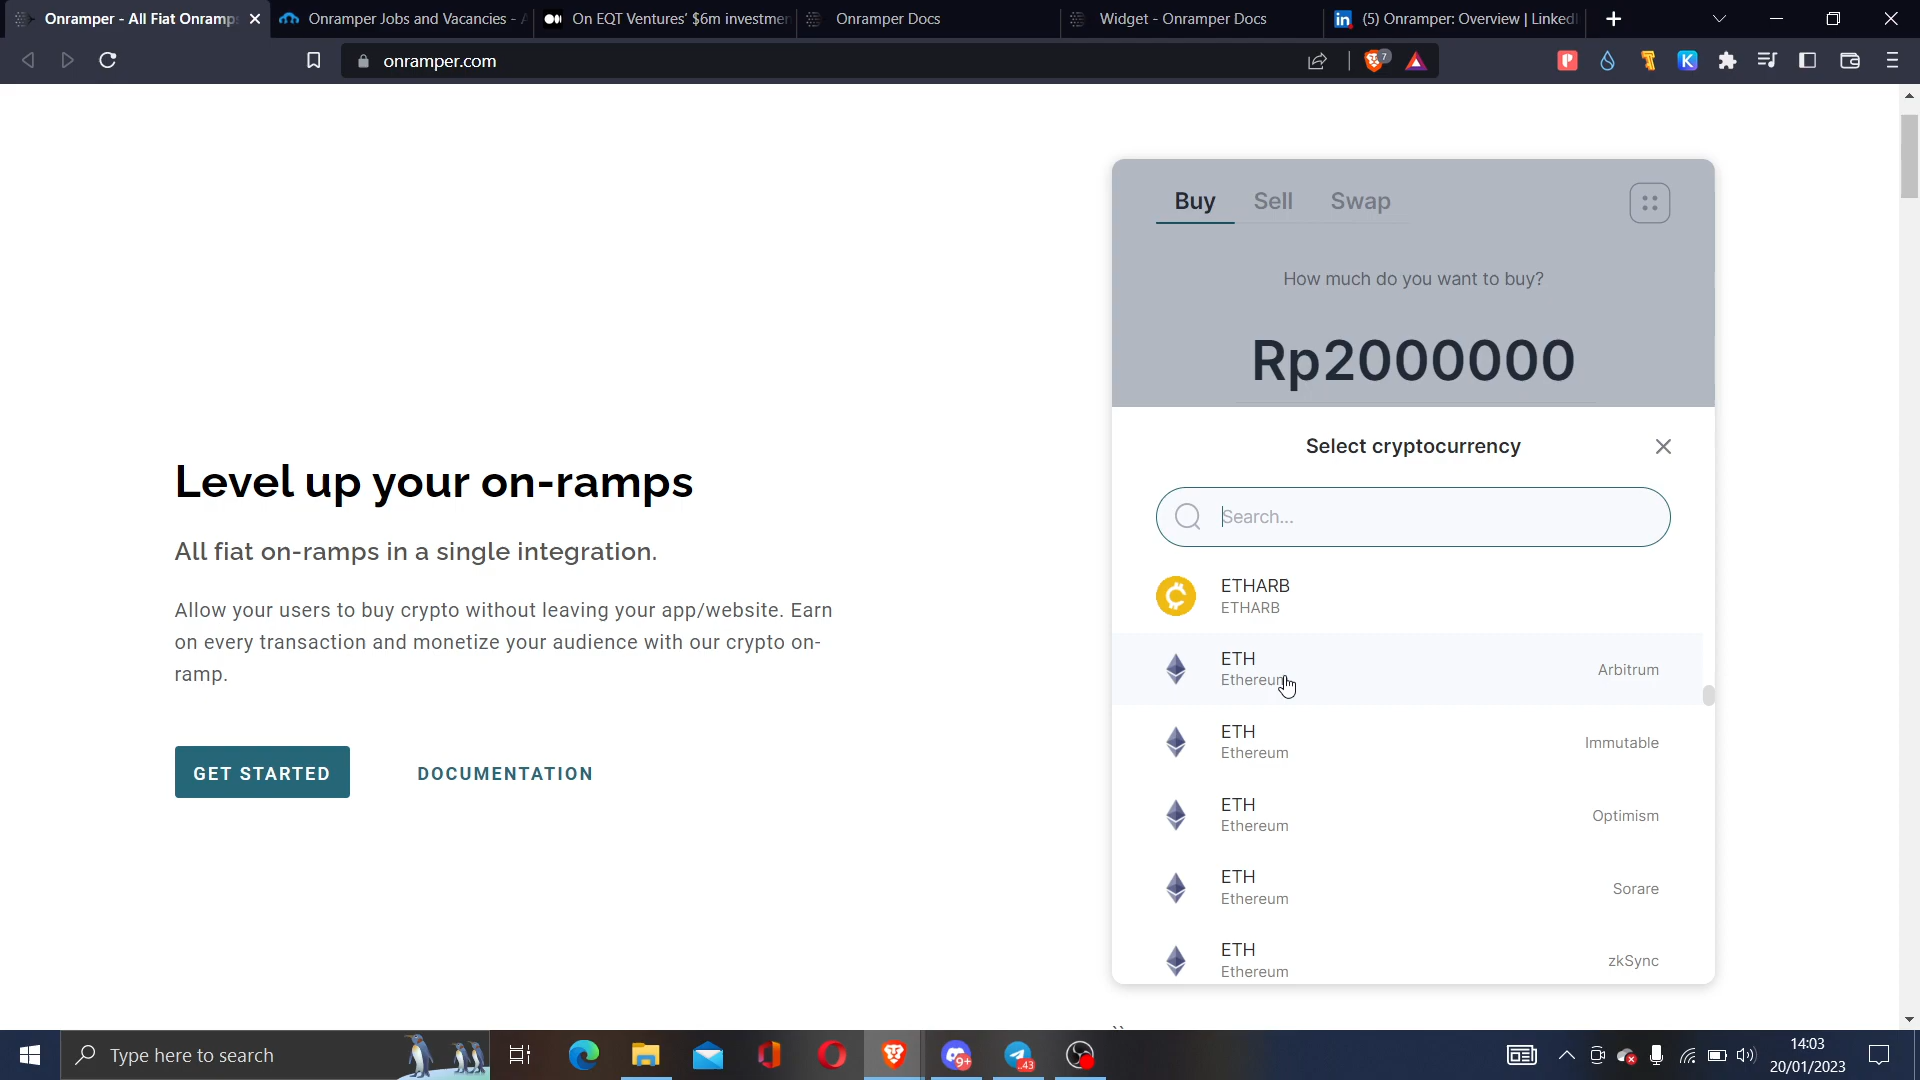 Onramper - All Fiat Onramp
Onramper Jobs and Vacancies - A
On EQT Ventures' $6m investmen
Onramper Docs
Widget - Onramper Docs
(5) Onramper: Overview | LinkedI
onramper.com
7
Buy
Sell
Swap
How much do you want to buy?
Rp2000000
Select cryptocurrency
Search...
ETHARB
ETHARB
ETH
Ethereum
Arbitrum
ETH
Ethereum
Immutable
ETH
Ethereum
Optimism
ETH
Ethereum
Sorare
ETH
Ethereum
zkSync
Level up your on-ramps
All fiat on-ramps in a single integration.
Allow your users to buy crypto without leaving your app/website. Earn
on every transaction and monetize your audience with our crypto on-
ramp.
GET STARTED
DOCUMENTATION
Type here to search
9+
..43
14:03
20/01/2023